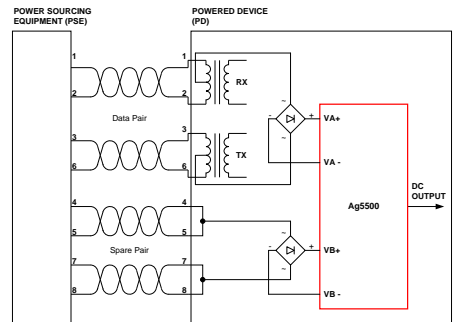 POWER SOURCING
EQUIPMENT (PSE)
POWERED DEVICE
(PD)
1
1
RX
2
2
~
- +
~
VA+
Data Pair
3
3
TX
VA -
6
6
Ag5500
DC
OUTPUT
4
4
5
5
~
- +
~
VB+
Spare Pair
7
7
8
8
VB -